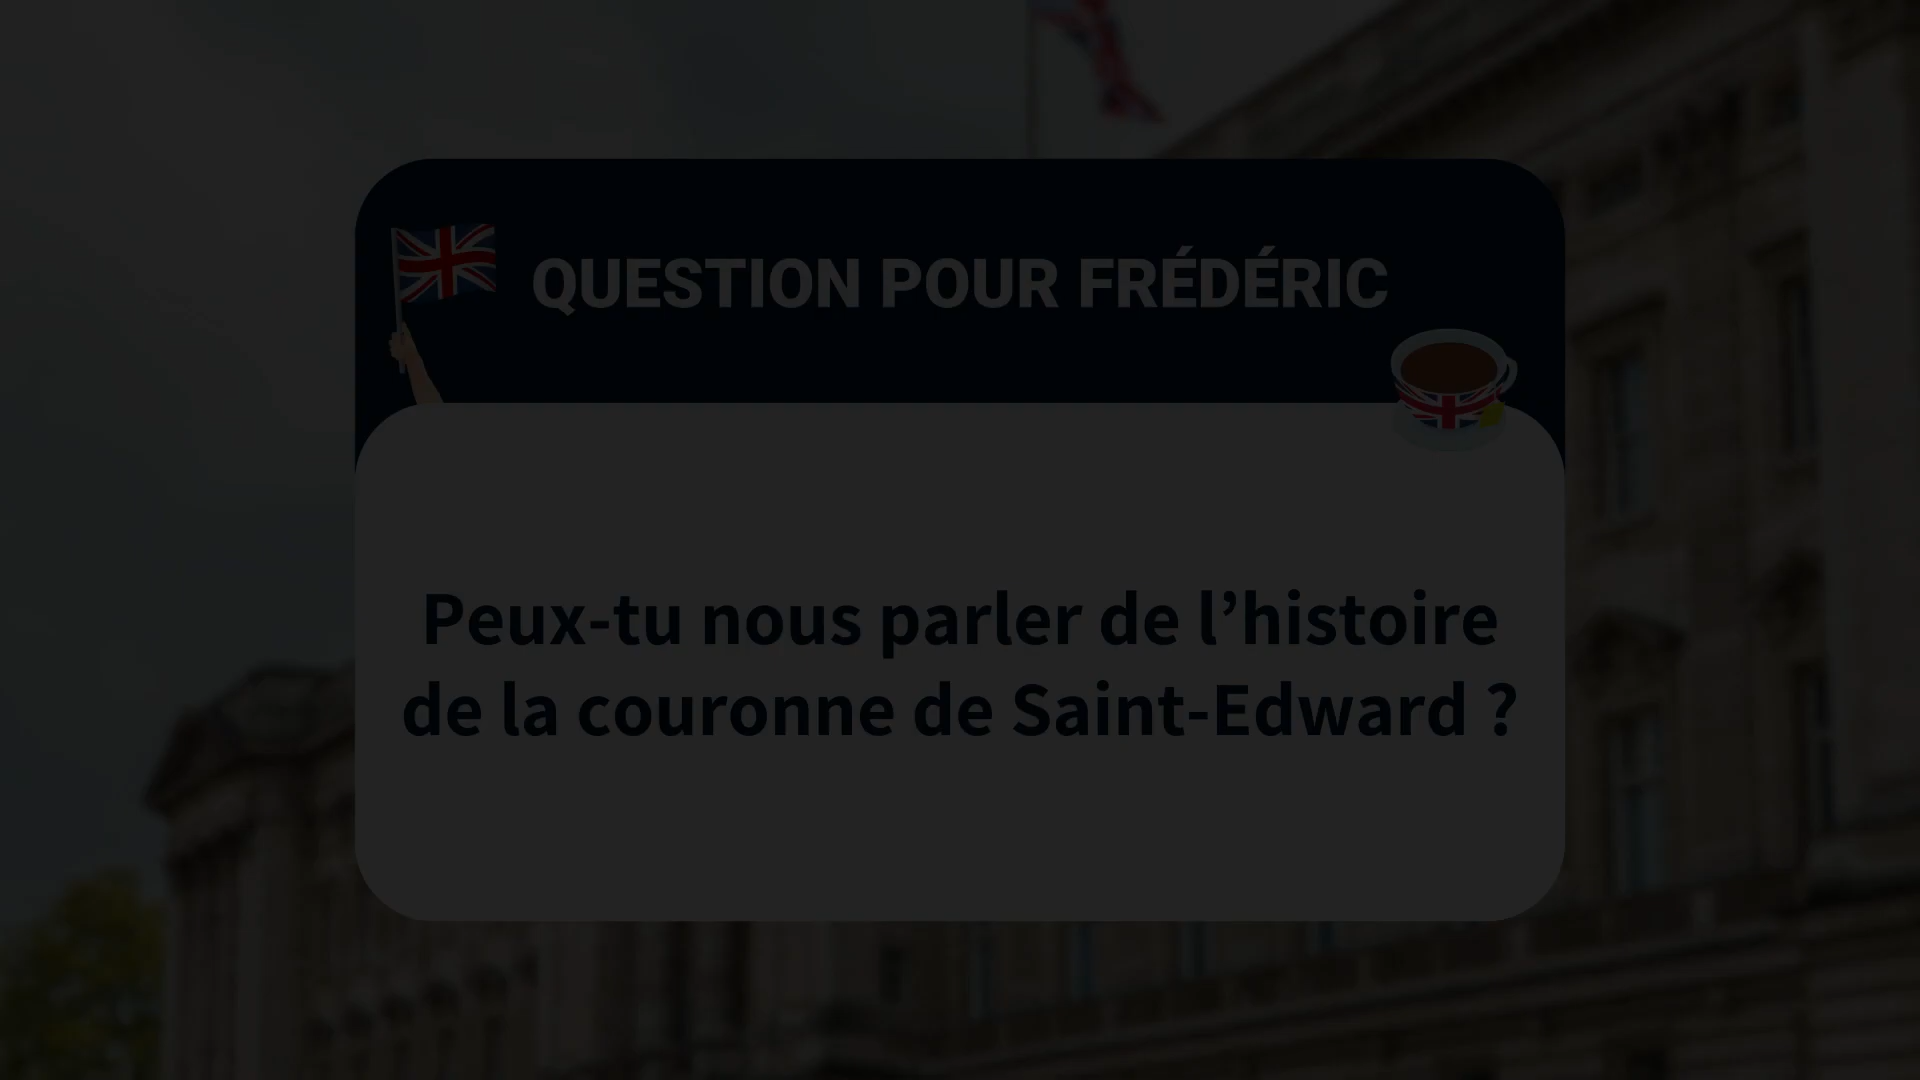 QUESTION POUR FRÉDÉRIC
Peux-tu nous parler de l’histoire
de la couronne de Saint-Edward ?